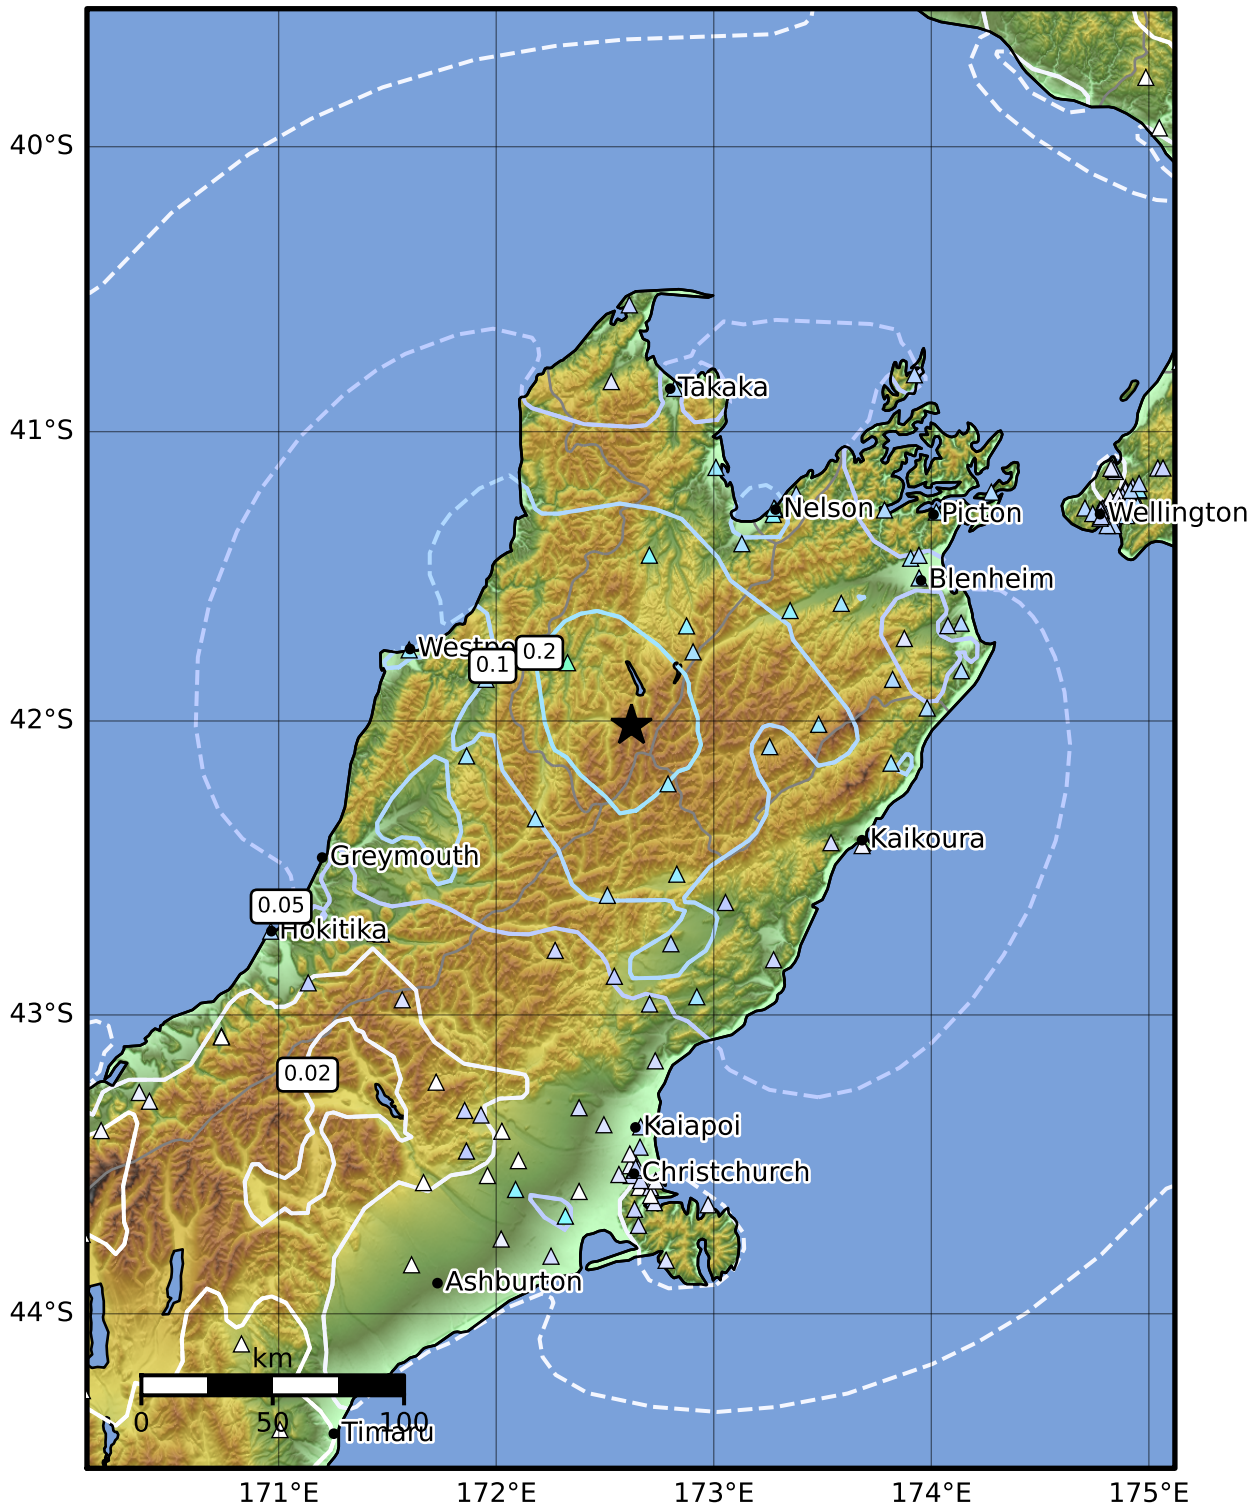 40°S
Takaka
41°S
Nelson
Picton
Wellington
Blenheim
0.1
0.2
42°S
Kaikoura
Greymouth
0.05
Hokitika
43°S
0.02
Kaiapoi
Christchurch
Ashburton
44°S
km
0 50 100
Timaru
171°E 172°E 173°E 174°E 175°E